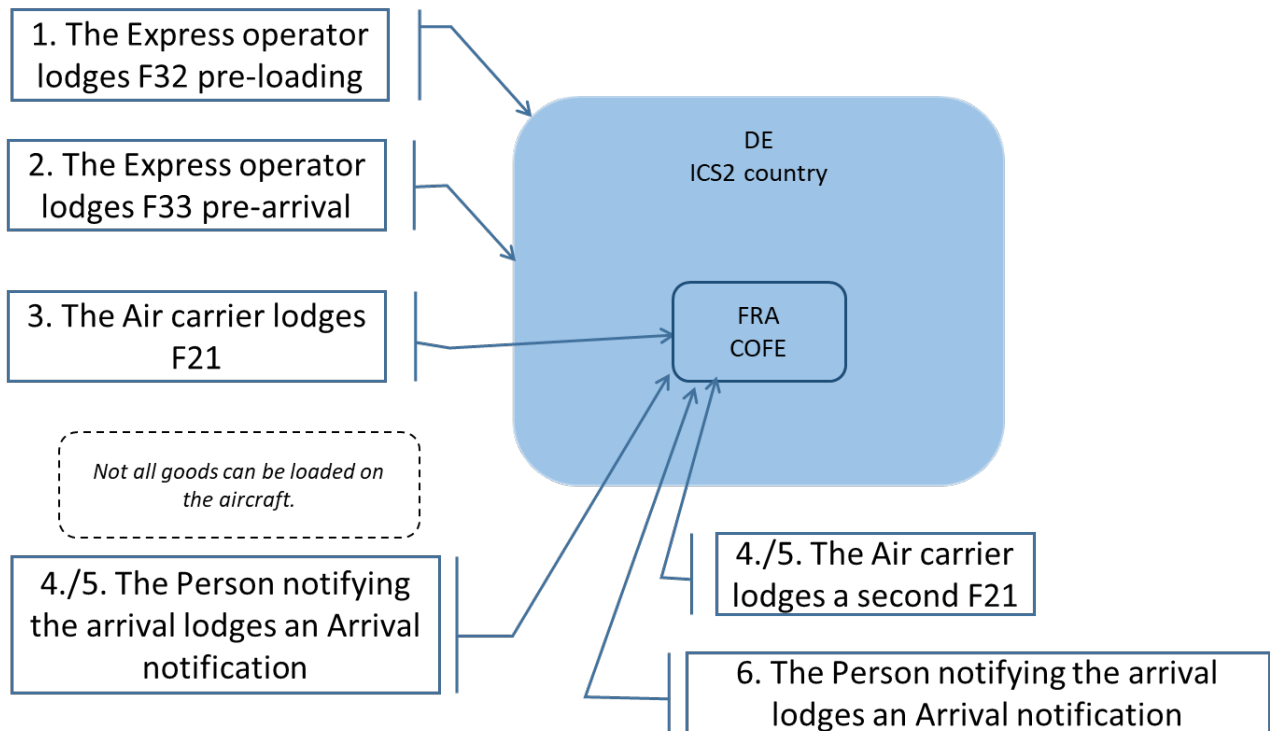 1. The Express operator
lodges F32 pre-loading
2. The Express operator
lodges F33 pre-arrival
DE
ICS2 country
3. The Air carrier lodges
F21
FRA
COFE
Not all goods can be loaded on
the aircraft.
4./5. The Person notifying
the arrival lodges an Arrival
notification
4./5. The Air carrier
lodges a second F21
6. The Person notifying the arrival
lodges an Arrival notification